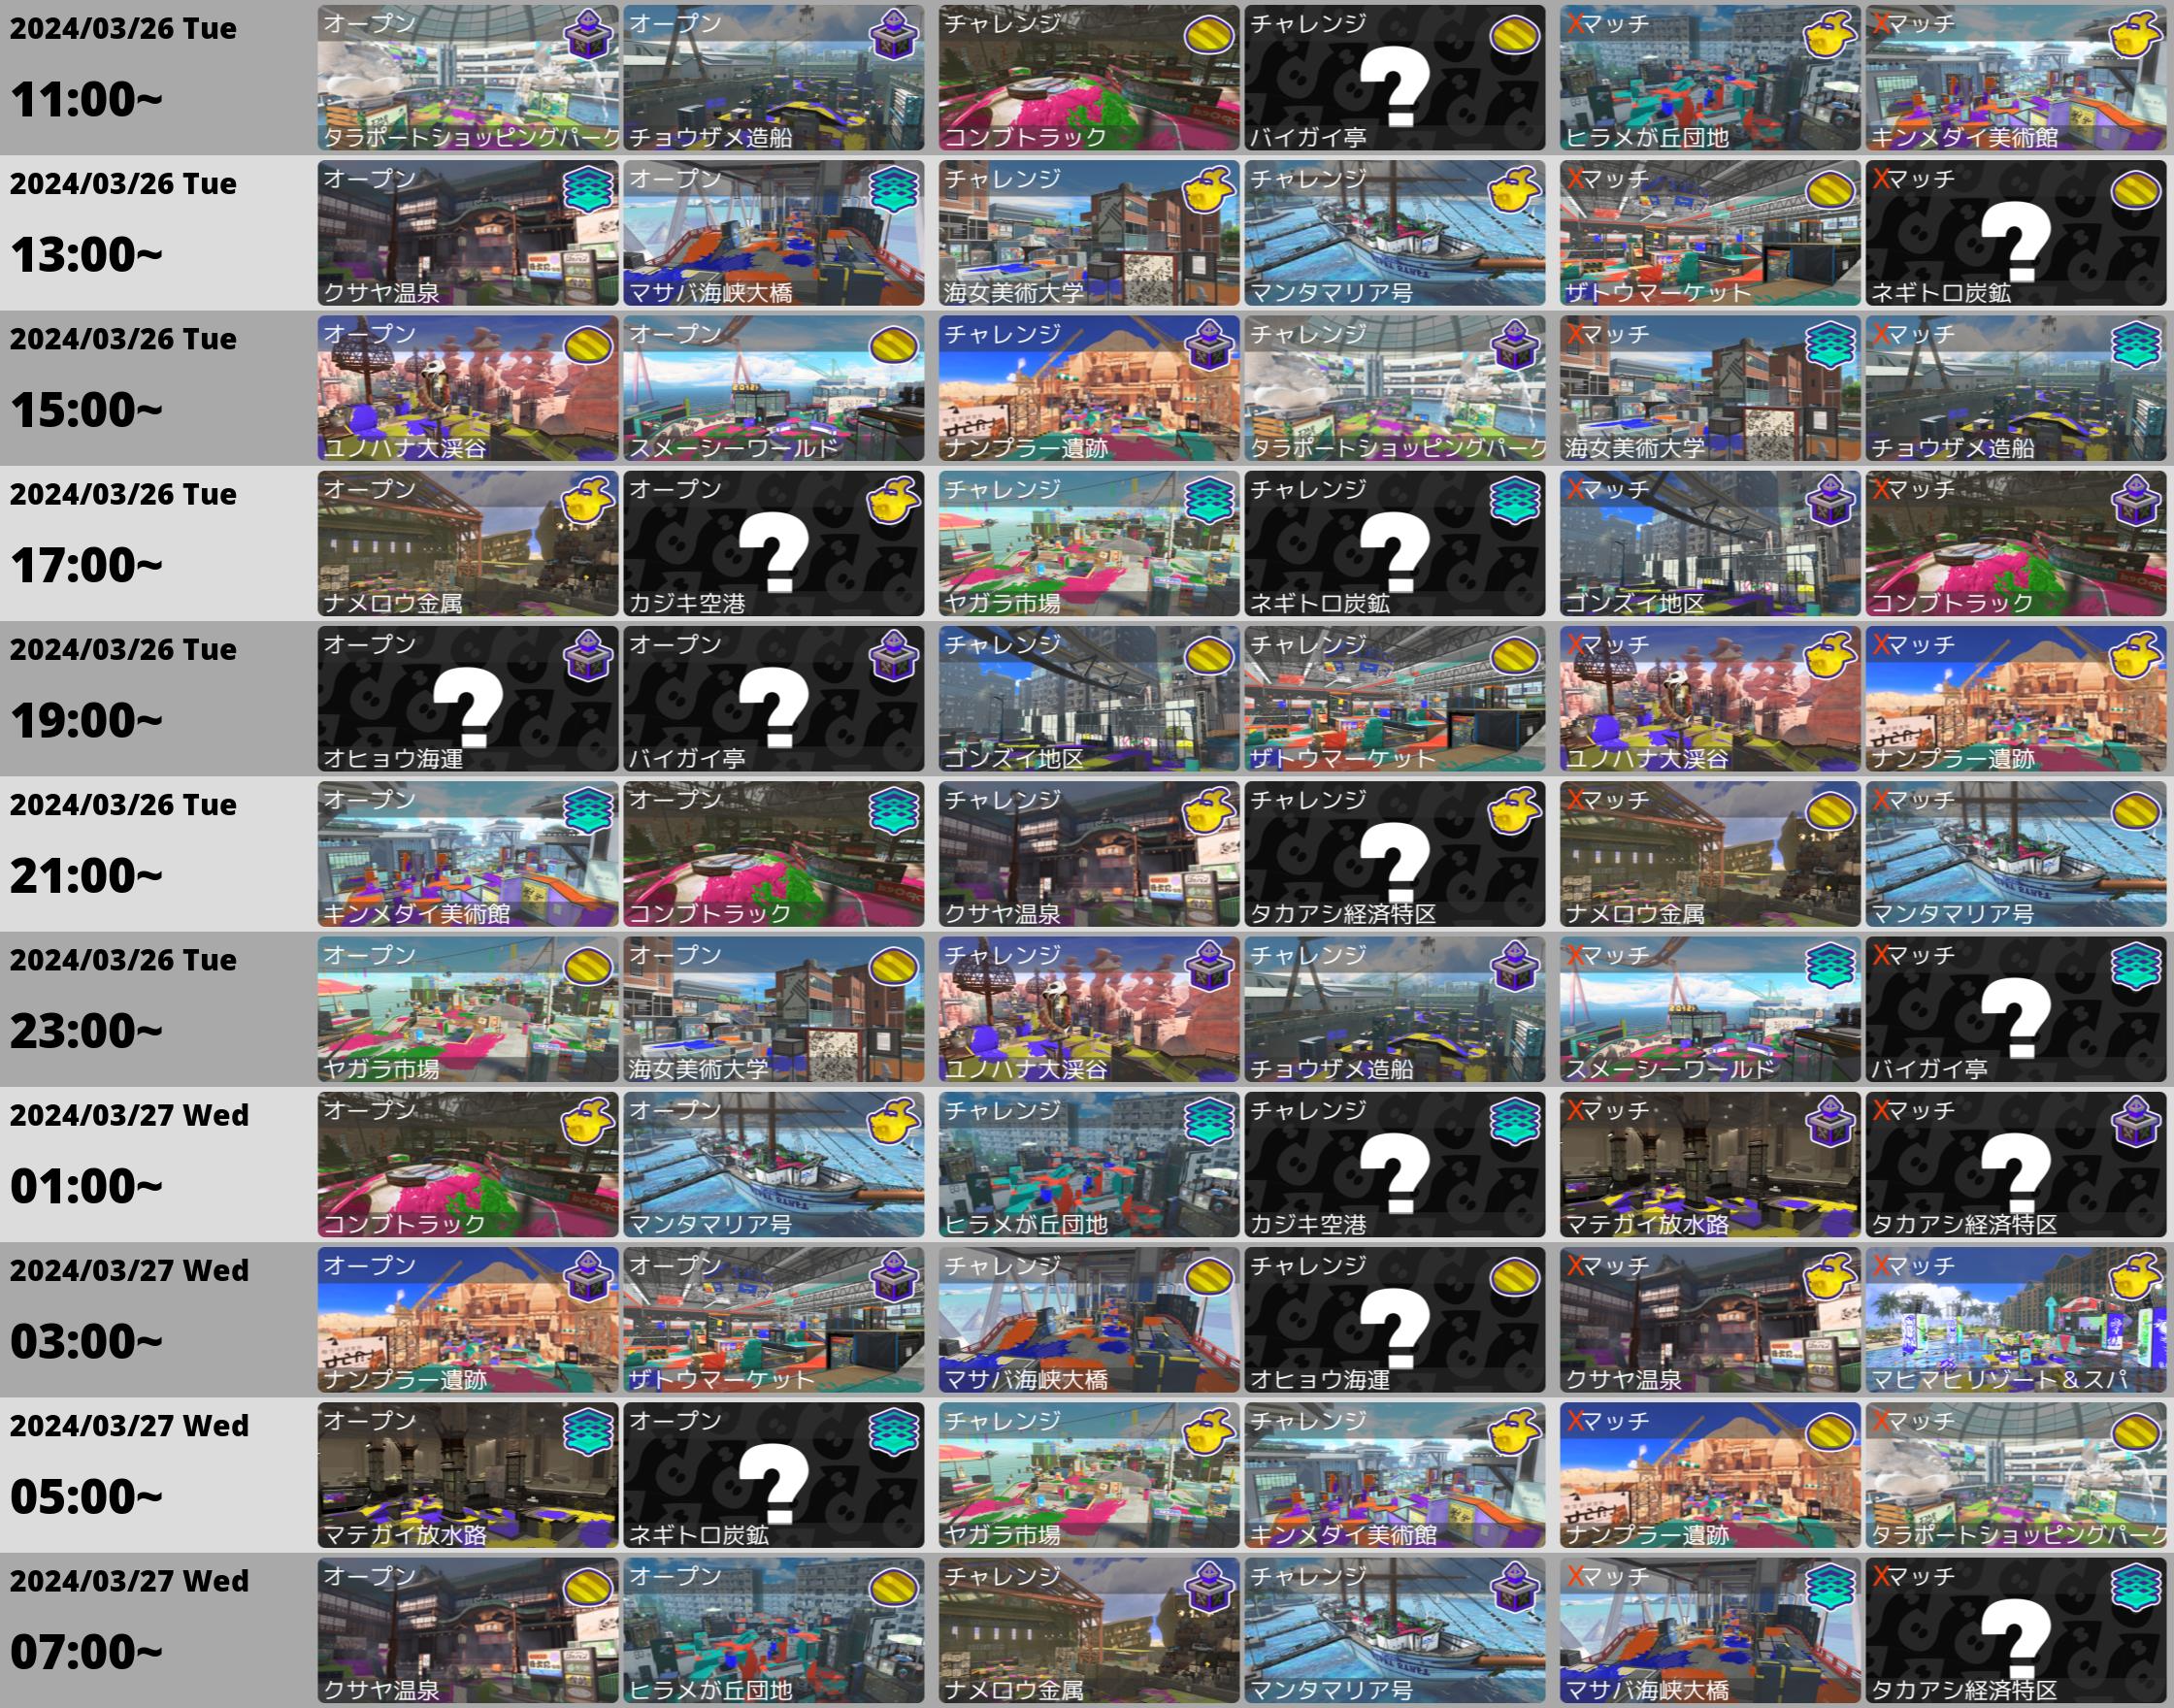 2024/03/26 Tue
11:00~
オープン
タラポートショッピングパーク
オープン
チョウザメ造船
チャレンジ
コンブトラック
チャレンジ
バイガイ亭
Xマッチ
ヒラメが丘団地
Xマッチ
キンメダイ美術館
2024/03/26 Tue
13:00~
オープン
クサヤ温泉
オープン
マサバ海峡大橋
チャレンジ
海女美術大学
チャレンジ
マンタマリア号
Xマッチ
ザトウマーケット
Xマッチ
ネギトロ炭鉱
2024/03/26 Tue
15:00~
オープン
ユノハナ大渓谷
オープン
スメーシーワールド
チャレンジ
ナンプラー遺跡
チャレンジ
タラポートショッピングパーク
Xマッチ
海女美術大学
Xマッチ
チョウザメ造船
2024/03/26 Tue
17:00~
オープン
ナメロウ金属
オープン
カジキ空港
チャレンジ
ヤガラ市場
チャレンジ
ネギトロ炭鉱
Xマッチ
ゴンズイ地区
Xマッチ
コンブトラック
2024/03/26 Tue
19:00~
オープン
オヒョウ海運
オープン
バイガイ亭
チャレンジ
ゴンズイ地区
チャレンジ
ザトウマーケット
Xマッチ
ユノハナ大渓谷
Xマッチ
ナンプラー遺跡
2024/03/26 Tue
21:00~
オープン
キンメダイ美術館
オープン
コンブトラック
チャレンジ
クサヤ温泉
チャレンジ
タカアシ経済特区
Xマッチ
ナメロウ金属
Xマッチ
マンタマリア号
2024/03/26 Tue
23:00~
オープン
ヤガラ市場
オープン
海女美術大学
チャレンジ
ユノハナ大渓谷
チャレンジ
チョウザメ造船
Xマッチ
スメーシーワールド
Xマッチ
バイガイ亭
2024/03/27 Wed
01:00~
オープン
コンブトラック
オープン
マンタマリア号
チャレンジ
ヒラメが丘団地
チャレンジ
カジキ空港
Xマッチ
マテガイ放水路
Xマッチ
タカアシ経済特区
2024/03/27 Wed
03:00~
オープン
ナンプラー遺跡
オープン
ザトウマーケット
チャレンジ
マサバ海峡大橋
チャレンジ
オヒョウ海運
Xマッチ
クサヤ温泉
Xマッチ
マヒマヒリゾート＆スパ
2024/03/27 Wed
05:00~
オープン
マテガイ放水路
オープン
ネギトロ炭鉱
チャレンジ
ヤガラ市場
チャレンジ
キンメダイ美術館
Xマッチ
ナンプラー遺跡
Xマッチ
タラポートショッピングパーク
2024/03/27 Wed
07:00~
オープン
クサヤ温泉
オープン
ヒラメが丘団地
チャレンジ
ナメロウ金属
チャレンジ
マンタマリア号
Xマッチ
マサバ海峡大橋
Xマッチ
タカアシ経済特区